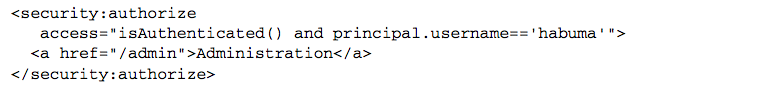 <security:authorize
   access="isAuthenticated() and principal.username=='habuma'">
  <a href="/admin">Administration</a>
</security:authorize>